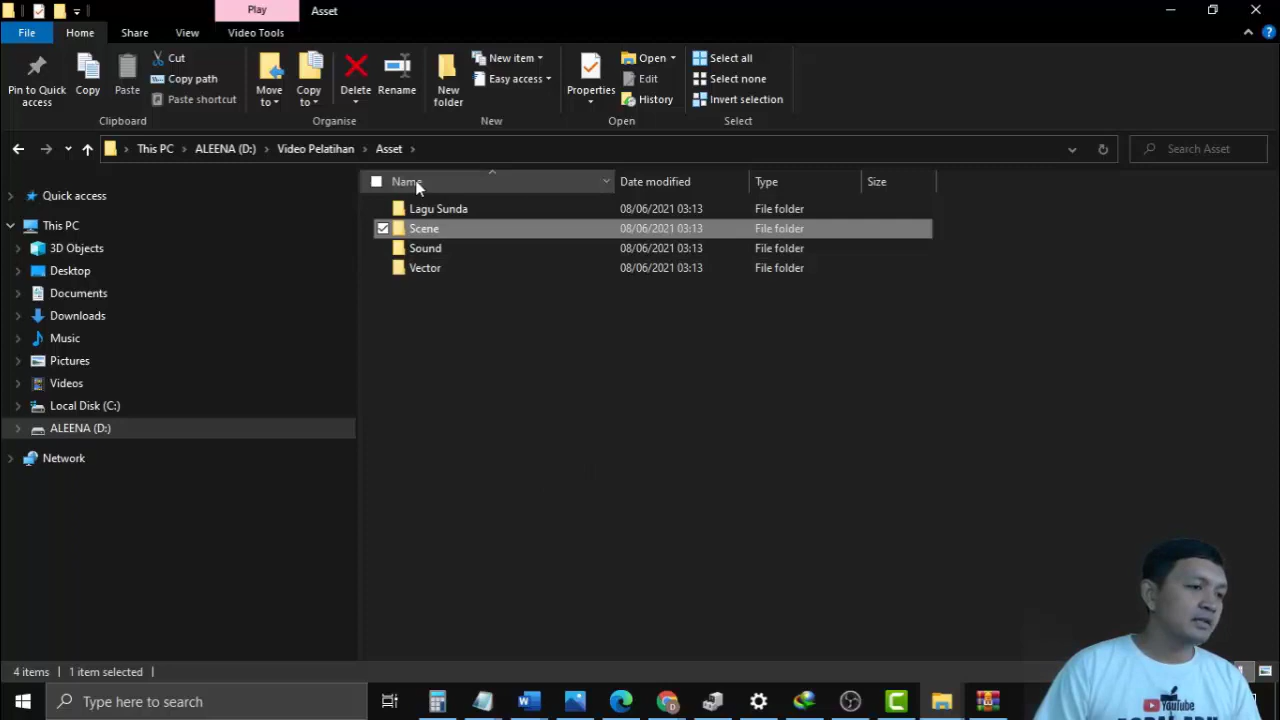 Play
Asset
File
Home
Share
View
Video Tools
Pin to Quick access
Copy
Paste
Cut
Copy path
Paste shortcut
Clipboard
Move to
Copy to
Delete
Rename
Organise
New folder
New item
Easy access
New
Properties
Open
Edit
History
Open
Select all
Select none
Invert selection
Select
This PC > ALEENA (D:) > Video Pelatihan > Asset >
Search Asset
Name
Date modified
Type
Size
Lagu Sunda 08/06/2021 03:13 File folder
Scene 08/06/2021 03:13 File folder
Sound 08/06/2021 03:13 File folder
Vector 08/06/2021 03:13 File folder
Quick access
This PC
3D Objects
Desktop
Documents
Downloads
Music
Pictures
Videos
Local Disk (C:)
ALEENA (D:)
Network
4 items
1 item selected
Type here to search
YouTube